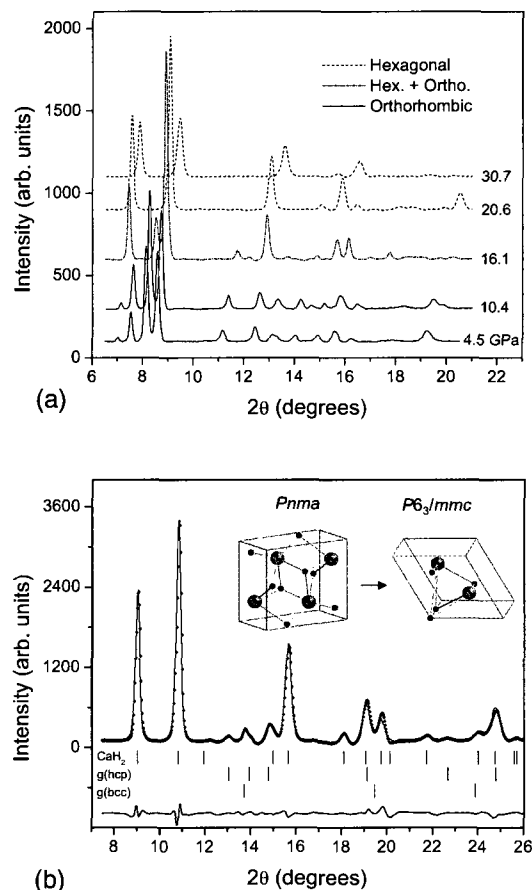 2000
1500
1000
500
0
Intensity (arb. units)
Hexagonal
Hex. + Ortho.
Orthorhombic
30.7
20.6
16.1
10.4
4.5 GPa
6 8 10 12 14 16 18 20 22
2θ (degrees)
(a)
3600
2400
1200
0
Intensity (arb. units)
Pnma
P6₃/mmc
CaH₂
g(hcp)
g(bcc)
8 10 12 14 16 18 20 22 24 26
2θ (degrees)
(b)